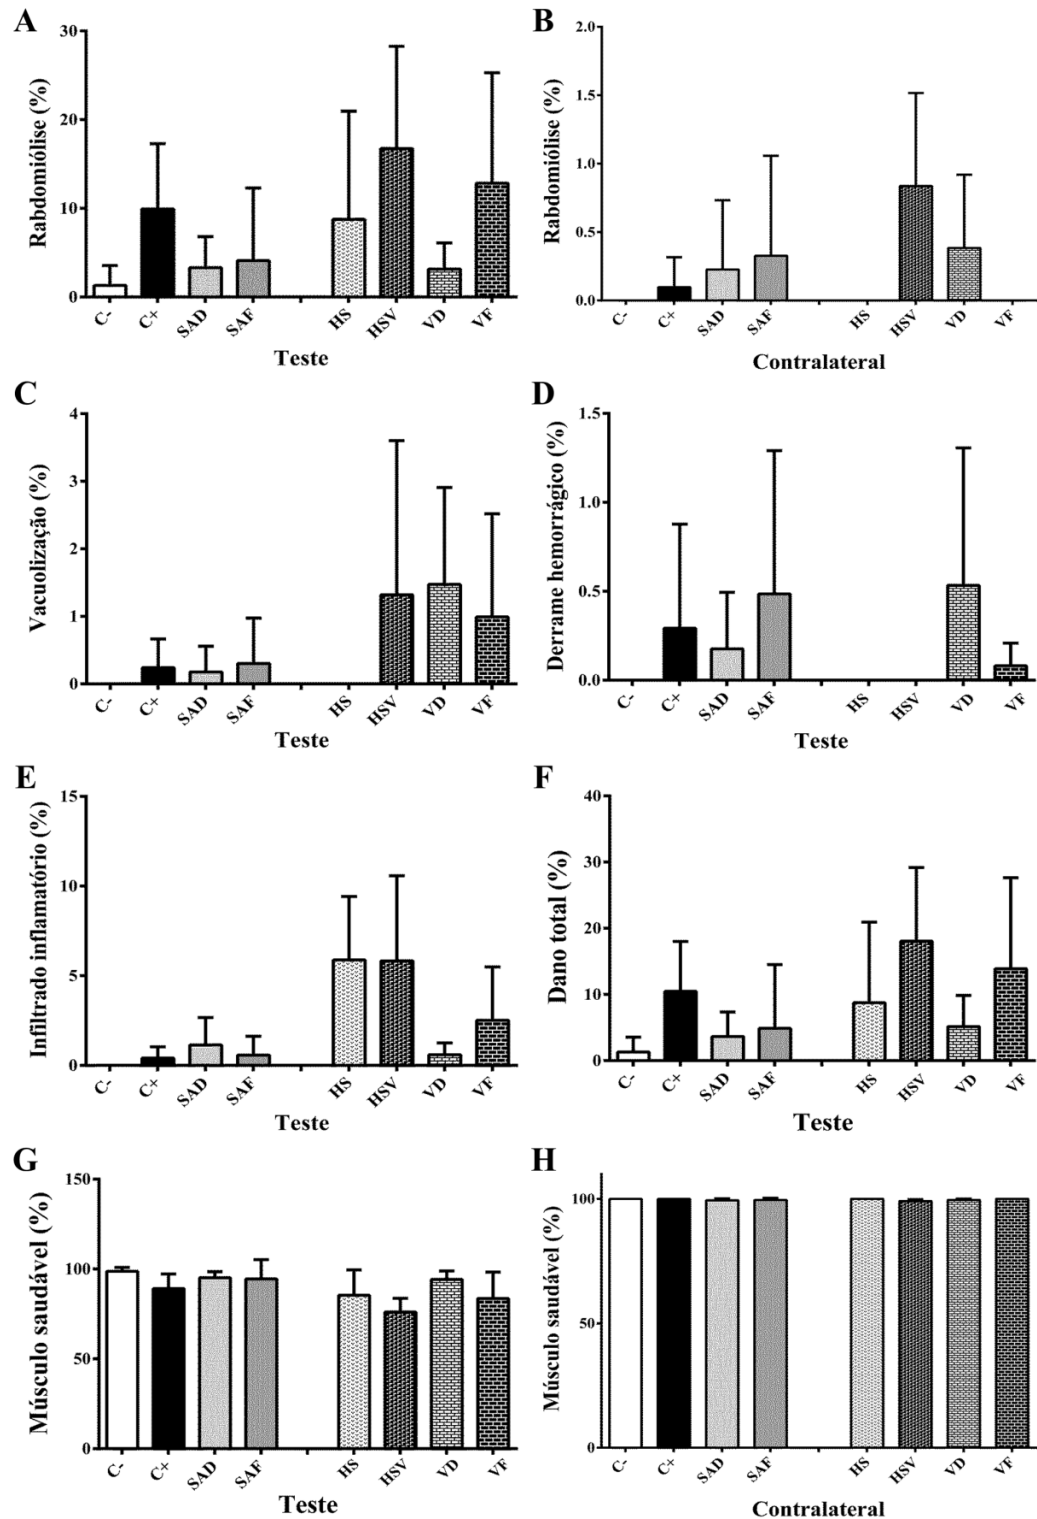 A
Rabdomiólise (%)
30
20
10
0
C- C+ SAD SAF HS HSV VD VF
Teste
B
Rabdomiólise (%)
2.0
1.5
1.0
0.5
0.0
C- C+ SAD SAF HS HSV VD VF
Contralateral
C
Vacuolização (%)
4
3
2
1
0
C- C+ SAD SAF HS HSV VD VF
Teste
D
Derrame hemorrágico (%)
1.5
1.0
0.5
0.0
C- C+ SAD SAF HS HSV VD VF
Teste
E
Infiltrado inflamatório (%)
15
10
5
0
C- C+ SAD SAF HS HSV VD VF
Teste
F
Dano total (%)
40
30
20
10
0
C- C+ SAD SAF HS HSV VD VF
Teste
G
Músculo saudável (%)
150
100
50
0
C- C+ SAD SAF HS HSV VD VF
Teste
H
Músculo saudável (%)
100
50
0
C- C+ SAD SAF HS HSV VD VF
Contralateral